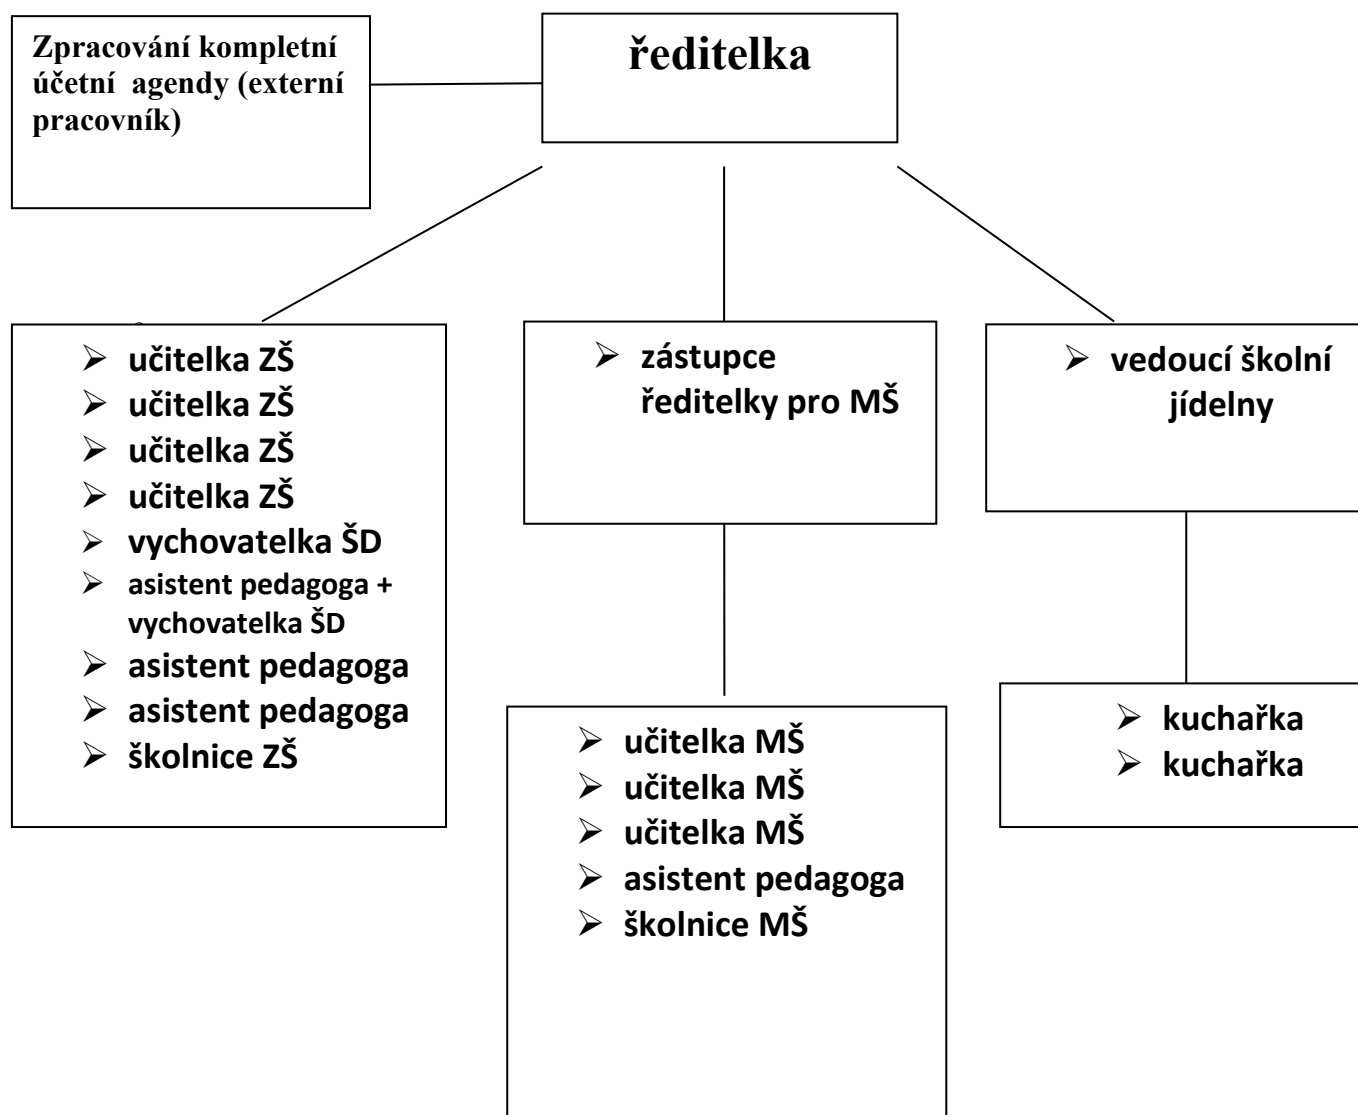 Zpracování kompletní
účetní agendy (externí
pracovník)
ředitelka
učitelka ZŠ
učitelka ZŠ
učitelka ZŠ
učitelka ZŠ
vychovatelka ŠD
asistent pedagoga +
vychovatelka ŠD
asistent pedagoga
asistent pedagoga
školnice ZŠ
zástupce
ředitelky pro MŠ
učitelka MŠ
učitelka MŠ
učitelka MŠ
asistent pedagoga
školnice MŠ
vedoucí školní
jídelny
kuchařka
kuchařka